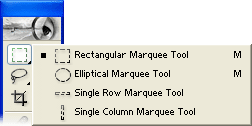 Rectangular Marquee Tool M
Elliptical Marquee Tool M
Single Row Marquee Tool
Single Column Marquee Tool